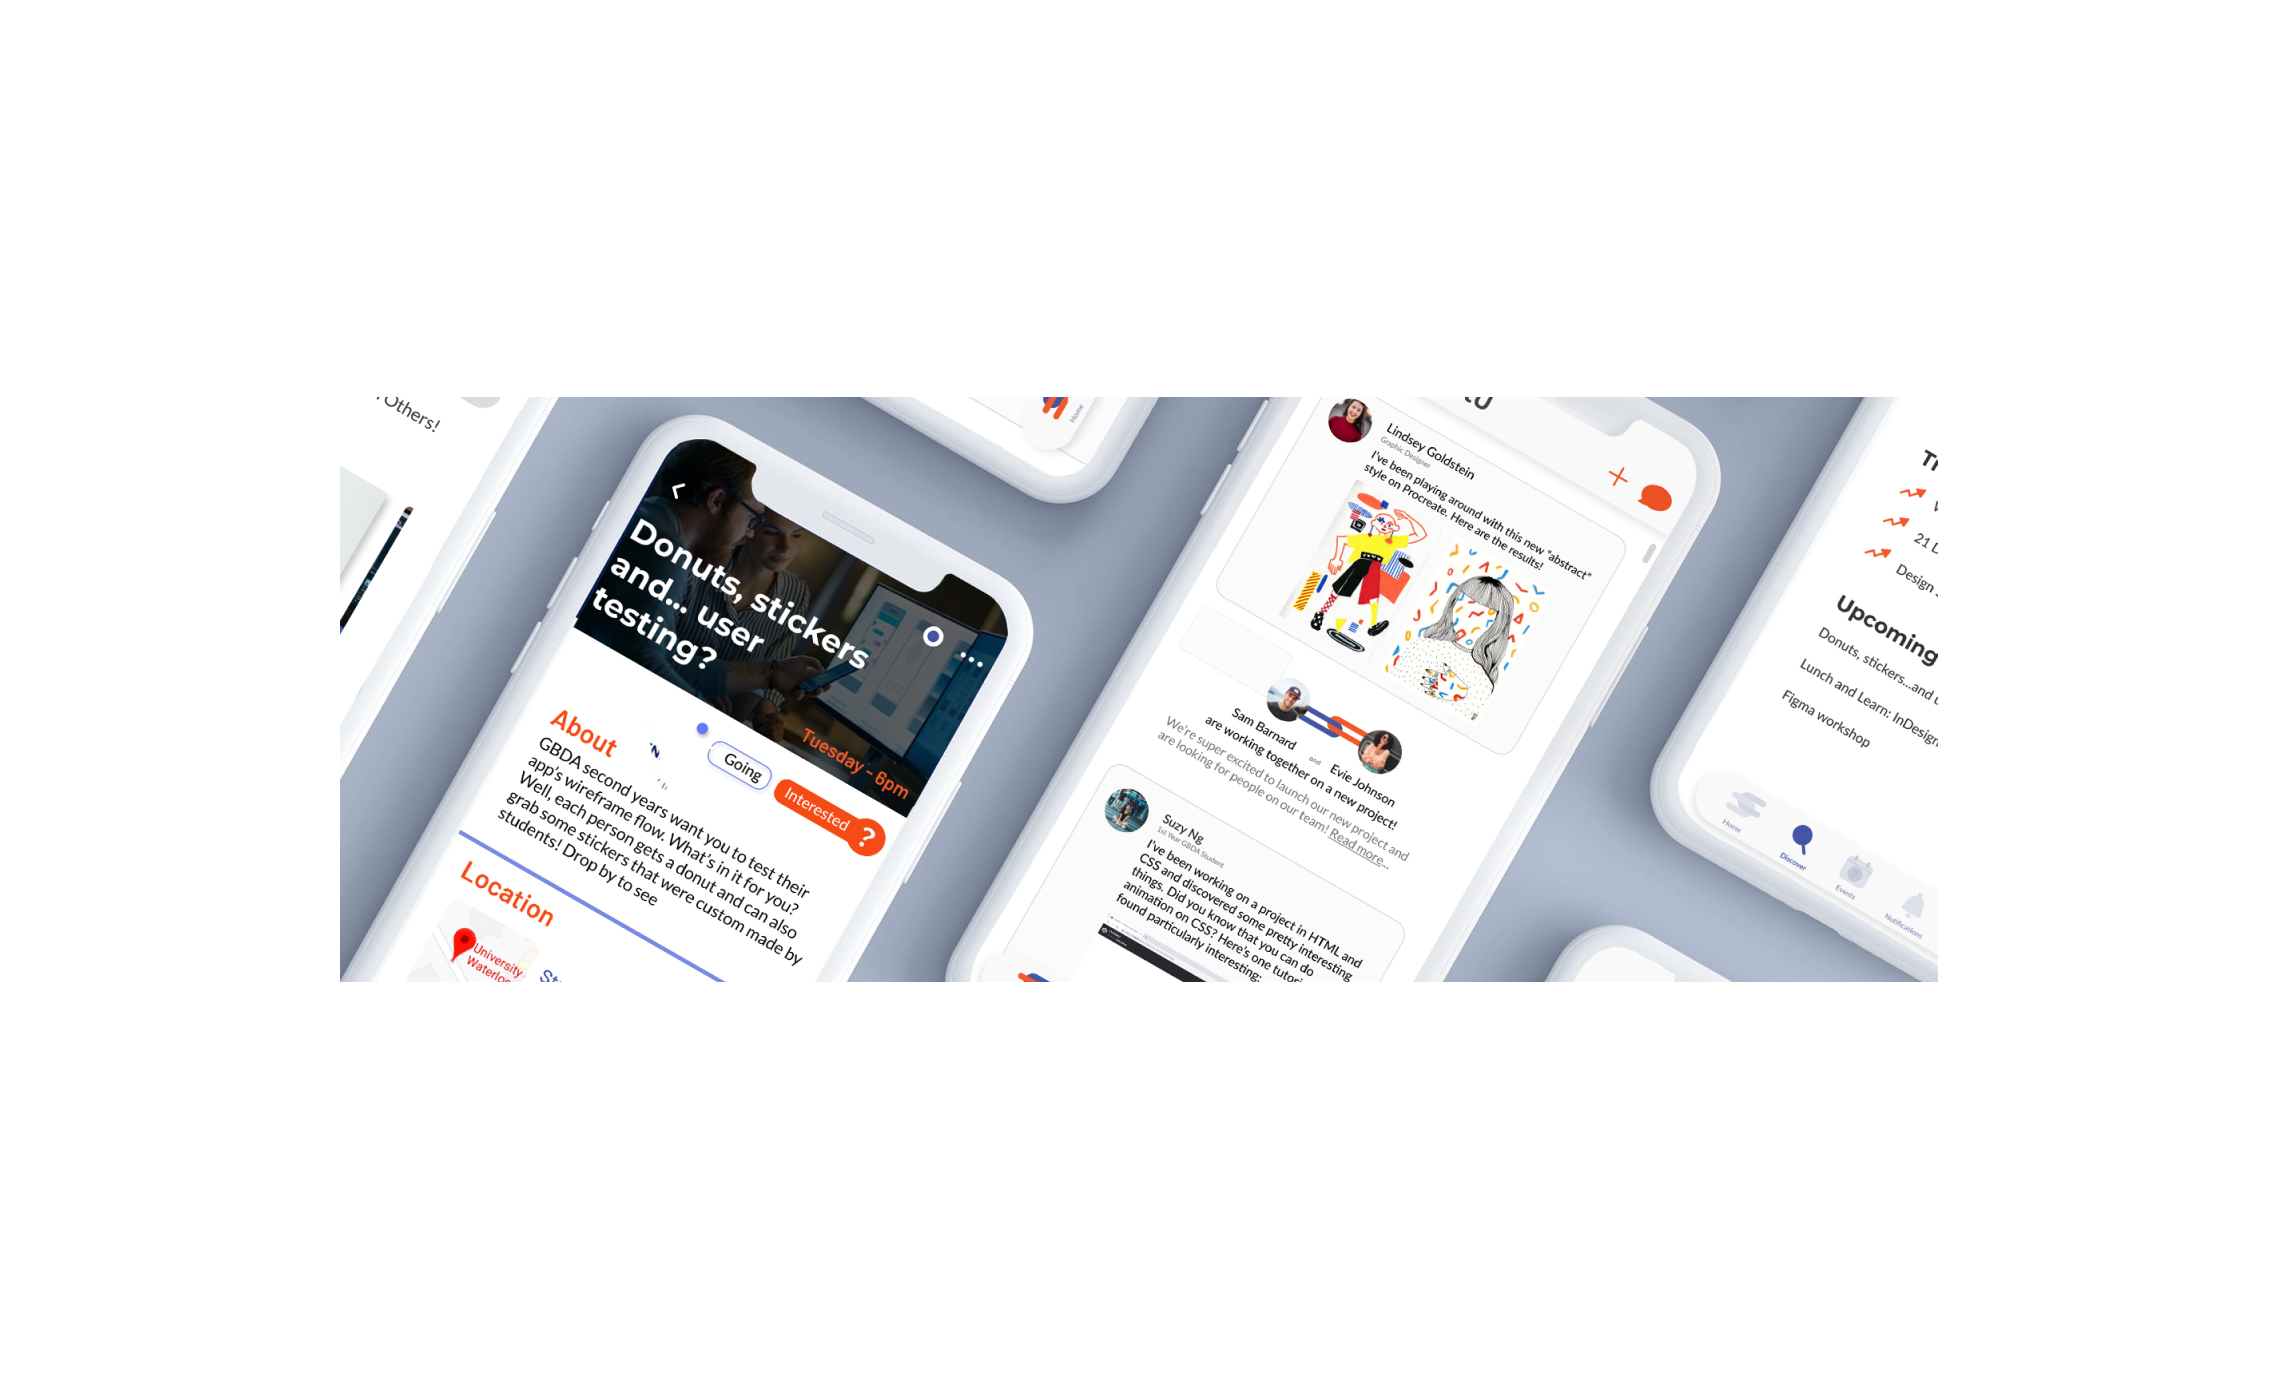 Others!
Donuts, stickers
and... user
testing?
Tuesday - 6pm
Going
Interested
?
About
GBDA second years want you to test their
app's wireframe flow. What's in it for you?
Well, each person gets a donut and can also
grab some stickers that were custom made by
students! Drop by to see
Location
University
Home
Lindsey Goldstein
Graphic Designer
I've been playing around with this new "abstract"
style on Procreate. Here are the results!
Sam Barnard
and
Evie Johnson
are working together on a new project!
We're super excited to launch our new project and
are looking for people on our team! Read more...
Suzy Ng
1st Year GBDA Student
I've been working on a project in HTML and
CSS and discovered some pretty interesting
things. Did you know that you can do
animation on CSS? Here's one
found particularly interesting:
21
Design
Upcoming
Donuts, stickers...and
Lunch and Learn: InDesign
Figma workshop
Home
Discover
Events
Notifications